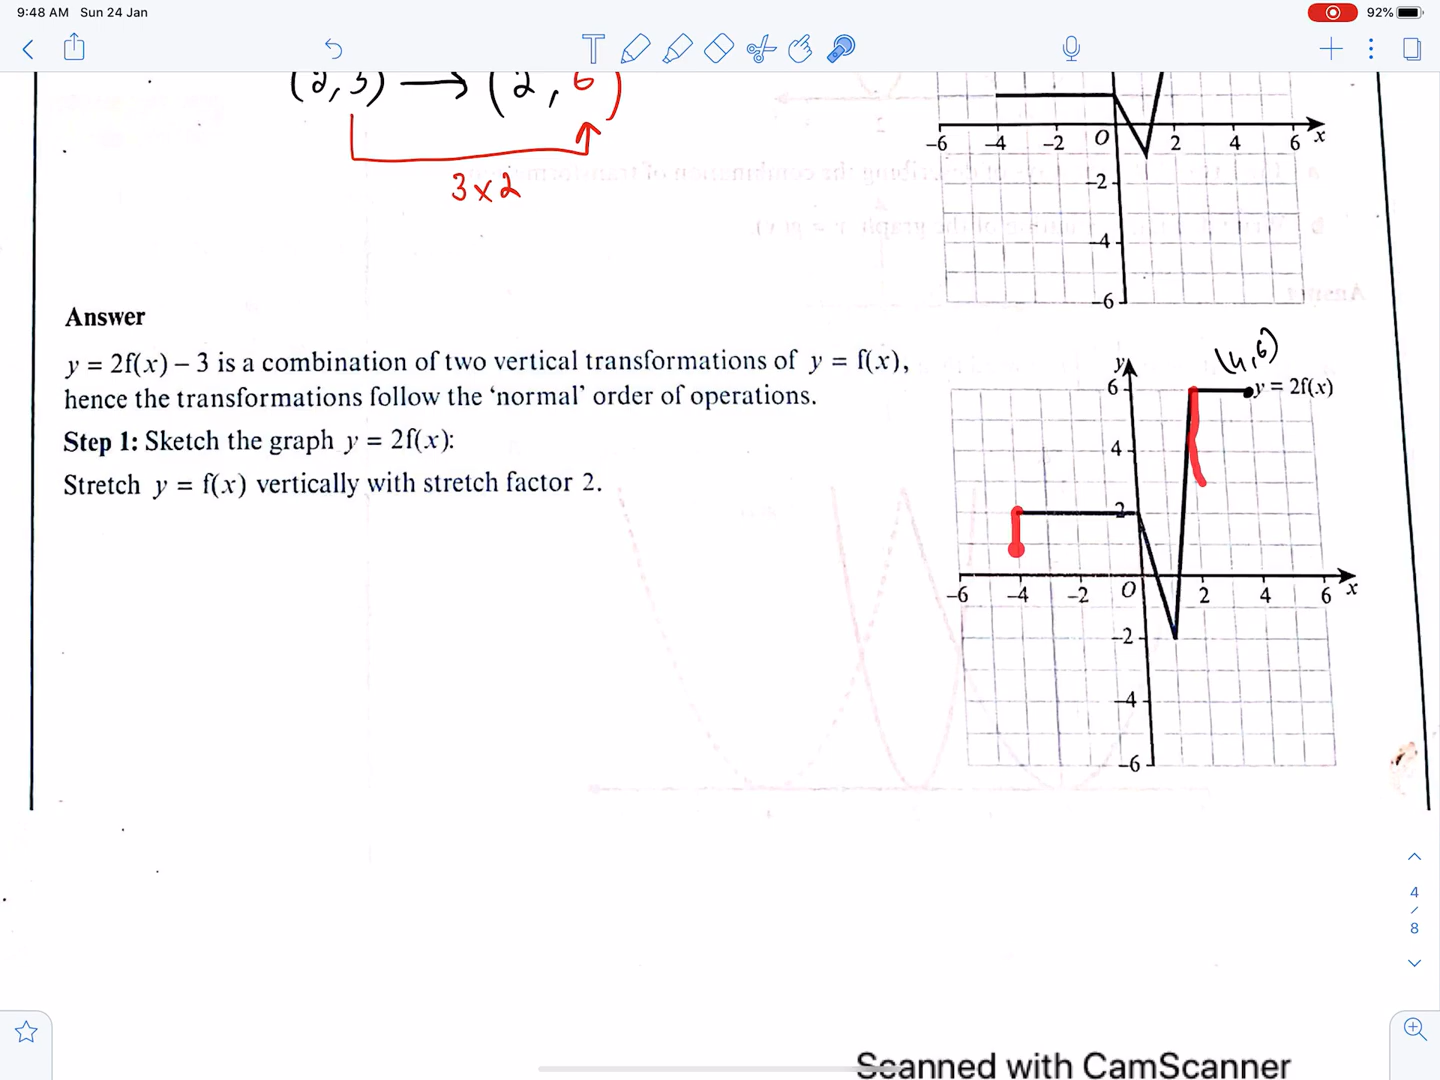 9:48 AM Sun 24 Jan
92%
(2,3) → (2,6)
3×2
-6 -4 -2 O 2 4 6 x
-2
-4
-6
Answer
y = 2f(x) – 3 is a combination of two vertical transformations of y = f(x),
hence the transformations follow the ‘normal’ order of operations.
Step 1: Sketch the graph y = 2f(x):
Stretch y = f(x) vertically with stretch factor 2.
(4,6)
y
6
y = 2f(x)
4
2
-6 -4 -2 O 2 4 6 x
-2
-4
-6
4
/
8
Scanned with CamScanner